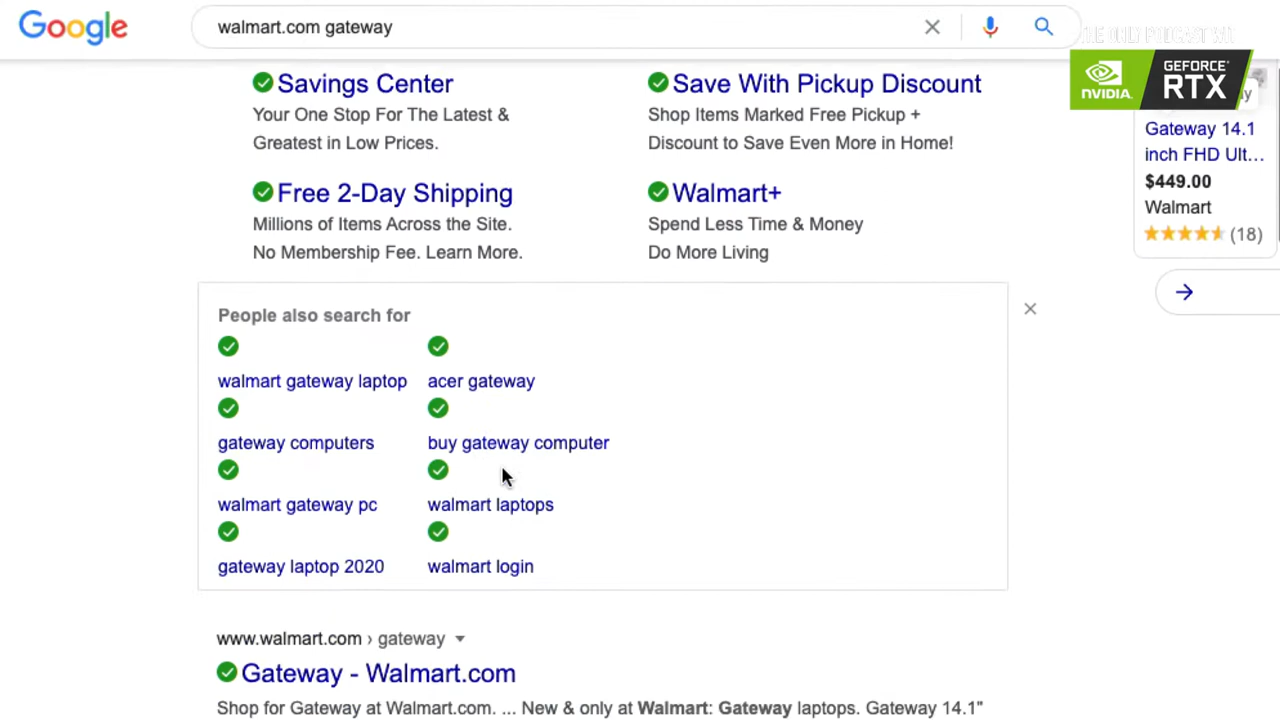 Google
walmart.com gateway
THE ONLY PODCAST WIT
NVIDIA.
GEFORCE
RTX
Savings Center
Your One Stop For The Latest &
Greatest in Low Prices.
Save With Pickup Discount
Shop Items Marked Free Pickup +
Discount to Save Even More in Home!
Gateway 14.1
inch FHD Ult...
$449.00
Walmart
(18)
Free 2-Day Shipping
Millions of Items Across the Site.
No Membership Fee. Learn More.
Walmart+
Spend Less Time & Money
Do More Living
People also search for
walmart gateway laptop
acer gateway
gateway computers
buy gateway computer
walmart gateway pc
walmart laptops
gateway laptop 2020
walmart login
www.walmart.com › gateway
Gateway - Walmart.com
Shop for Gateway at Walmart.com. ... New & only at Walmart: Gateway laptops. Gateway 14.1"